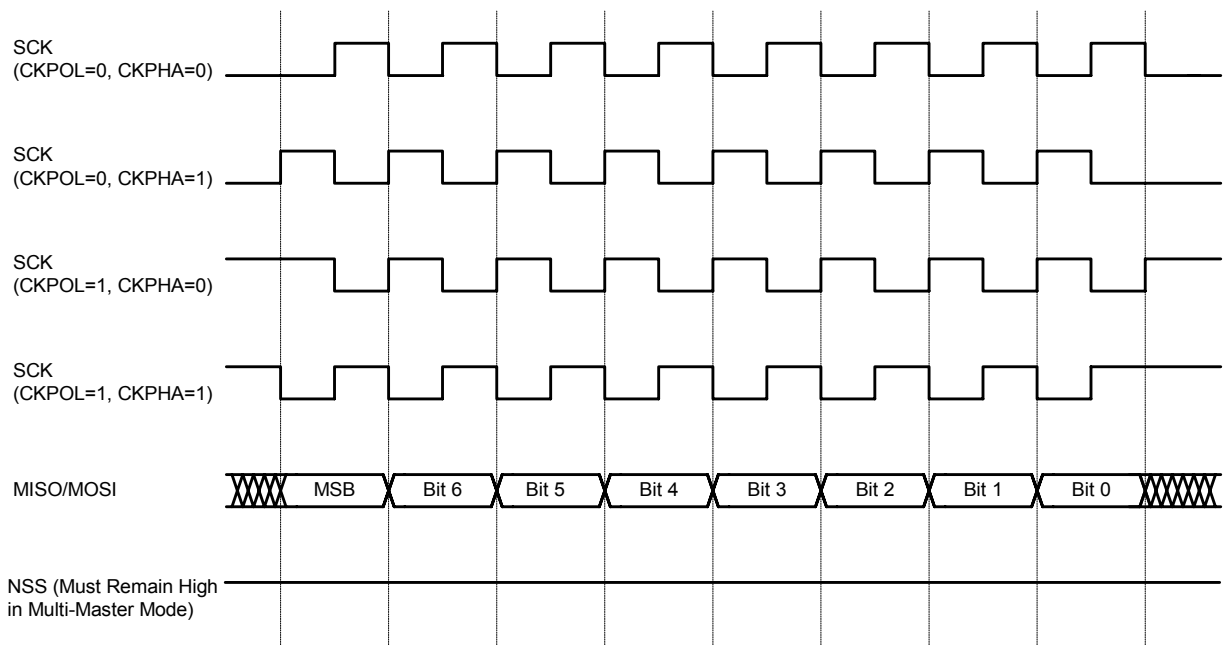 SCK
(CKPOL=0, CKPHA=0)
SCK
(CKPOL=0, CKPHA=1)
SCK
(CKPOL=1, CKPHA=0)
SCK
(CKPOL=1, CKPHA=1)
MISO/MOSI
MSB
Bit 6
Bit 5
Bit 4
Bit 3
Bit 2
Bit 1
Bit 0
NSS (Must Remain High
in Multi-Master Mode)